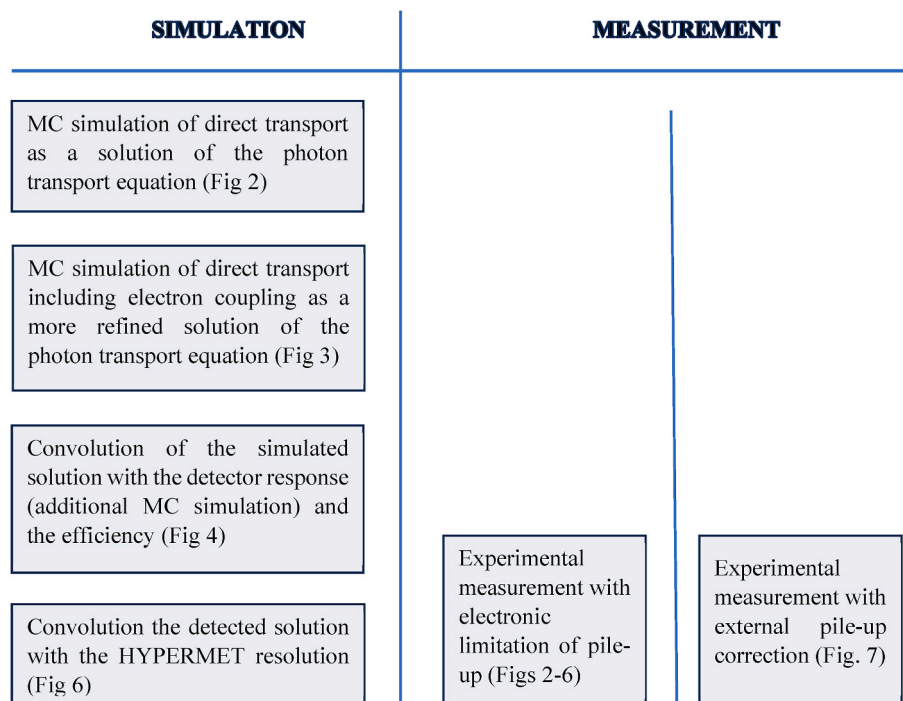 SIMULATION
MEASUREMENT
MC simulation of direct transport
as a solution of the photon
transport equation (Fig 2)
MC simulation of direct transport
including electron coupling as a
more refined solution of the
photon transport equation (Fig 3)
Convolution of the simulated
solution with the detector response
(additional MC simulation) and
the efficiency (Fig 4)
Convolution the detected solution
with the HYPERMET resolution
(Fig 6)
Experimental
measurement with
electronic
limitation of pile-
up (Figs 2-6)
Experimental
measurement with
external pile-up
correction (Fig. 7)